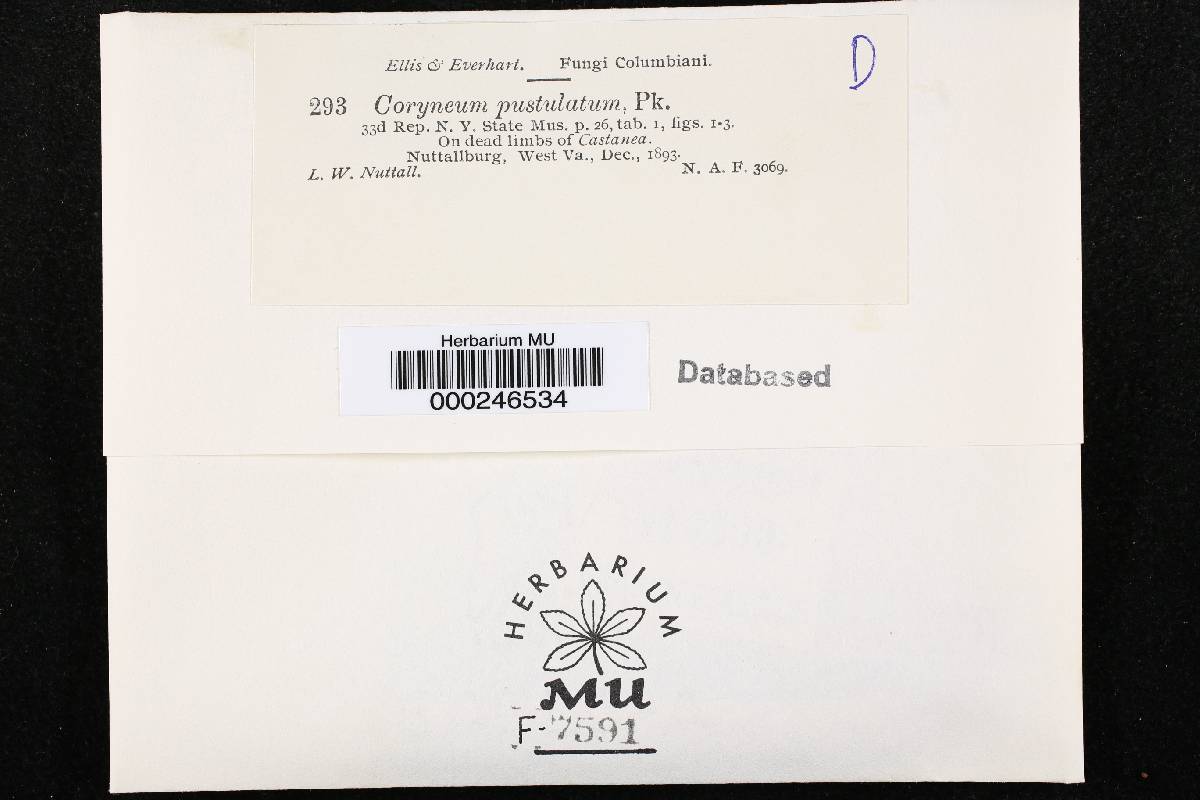 Ellis & Everhart. Fungi Columbiani.
D
293 Coryneum pustulatum, Pk.
33d Rep. N. Y. State Mus. p. 26, tab. 1, figs. 1-3.
On dead limbs of Castanea.
Nuttallburg, West Va., Dec., 1893.
L. W. Nuttall. N. A. F. 3069.
Herbarium MU
000246534
Databased
HERBARIUM
MU
F-7591